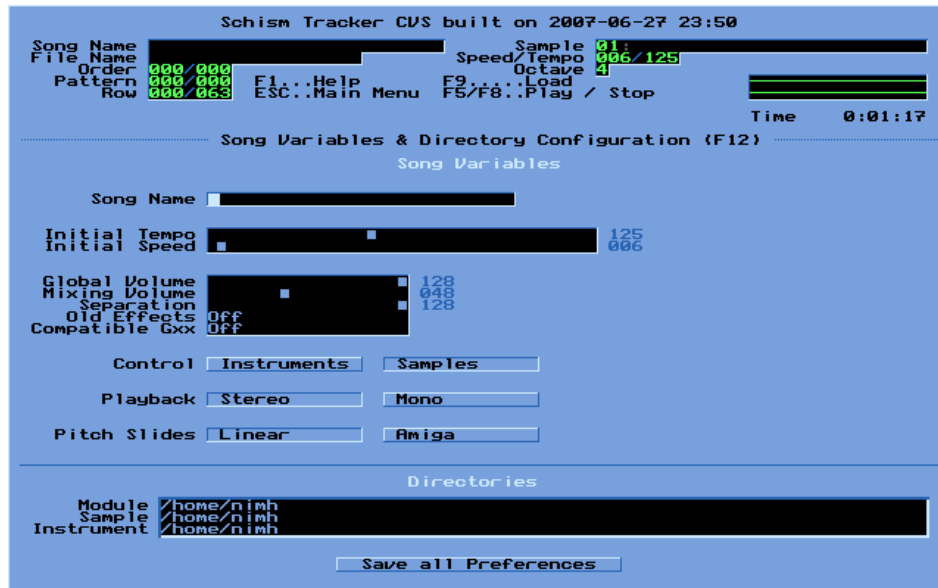 Schism Tracker CVS built on 2007-06-27 23:50
Song Name Sample 01:
File Name Speed/Tempo 006/125
Order 000/000 Octave 4
Pattern 000/000 F1...Help F9.....Load
Row 000/063 ESC..Main Menu F5/F8..Play / Stop
Time 0:01:17
Song Variables & Directory Configuration (F12)
Song Variables
Song Name
Initial Tempo 125
Initial Speed 006
Global Volume 128
Mixing Volume 048
Separation 128
Old Effects Off
Compatible Gxx Off
Control Instruments Samples
Playback Stereo Mono
Pitch Slides Linear Amiga
Directories
Module /home/nimh
Sample /home/nimh
Instrument /home/nimh
Save all Preferences